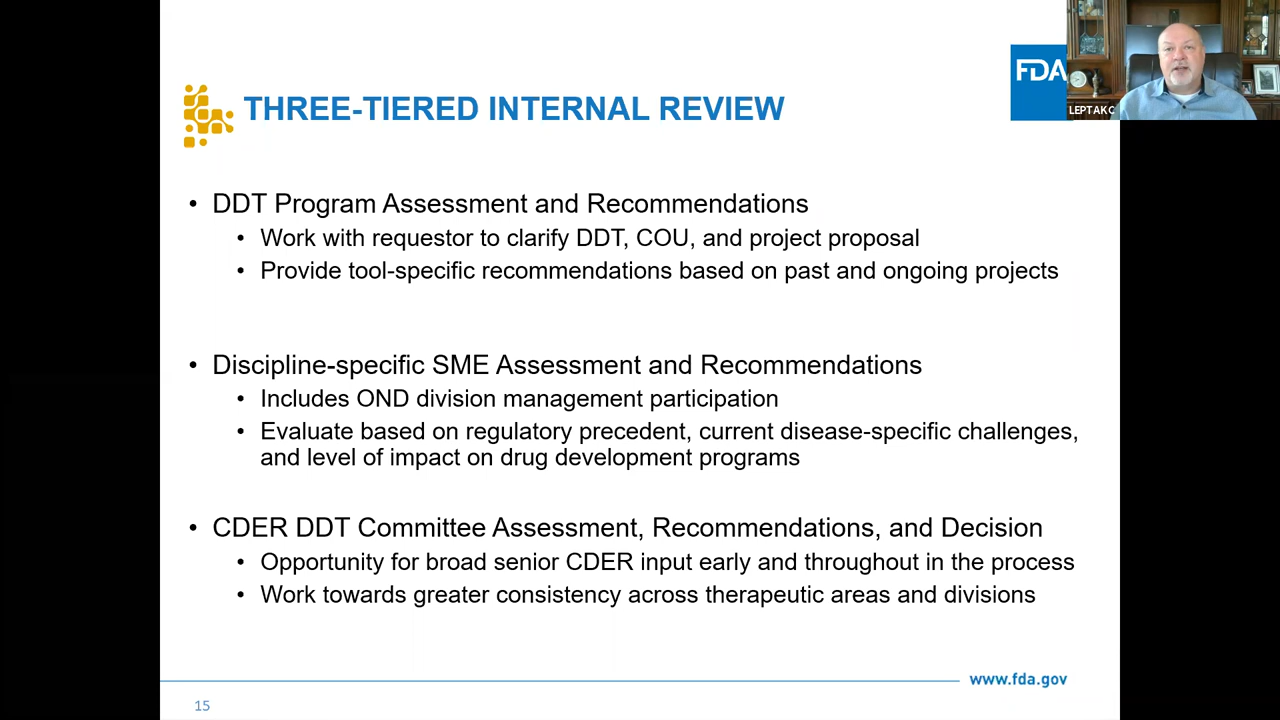 FDA
LEPTAK C
THREE-TIERED INTERNAL REVIEW
• DDT Program Assessment and Recommendations
• Work with requestor to clarify DDT, COU, and project proposal
• Provide tool-specific recommendations based on past and ongoing projects
• Discipline-specific SME Assessment and Recommendations
• Includes OND division management participation
• Evaluate based on regulatory precedent, current disease-specific challenges,
and level of impact on drug development programs
• CDER DDT Committee Assessment, Recommendations, and Decision
• Opportunity for broad senior CDER input early and throughout in the process
• Work towards greater consistency across therapeutic areas and divisions
www.fda.gov
15